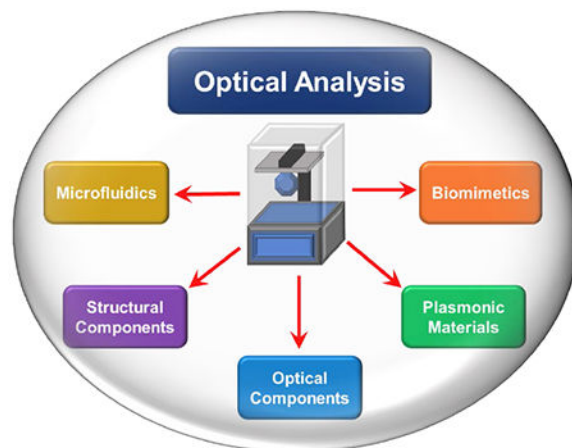 Optical Analysis
Microfluidics
Biomimetics
Structural
Components
Plasmonic
Materials
Optical
Components